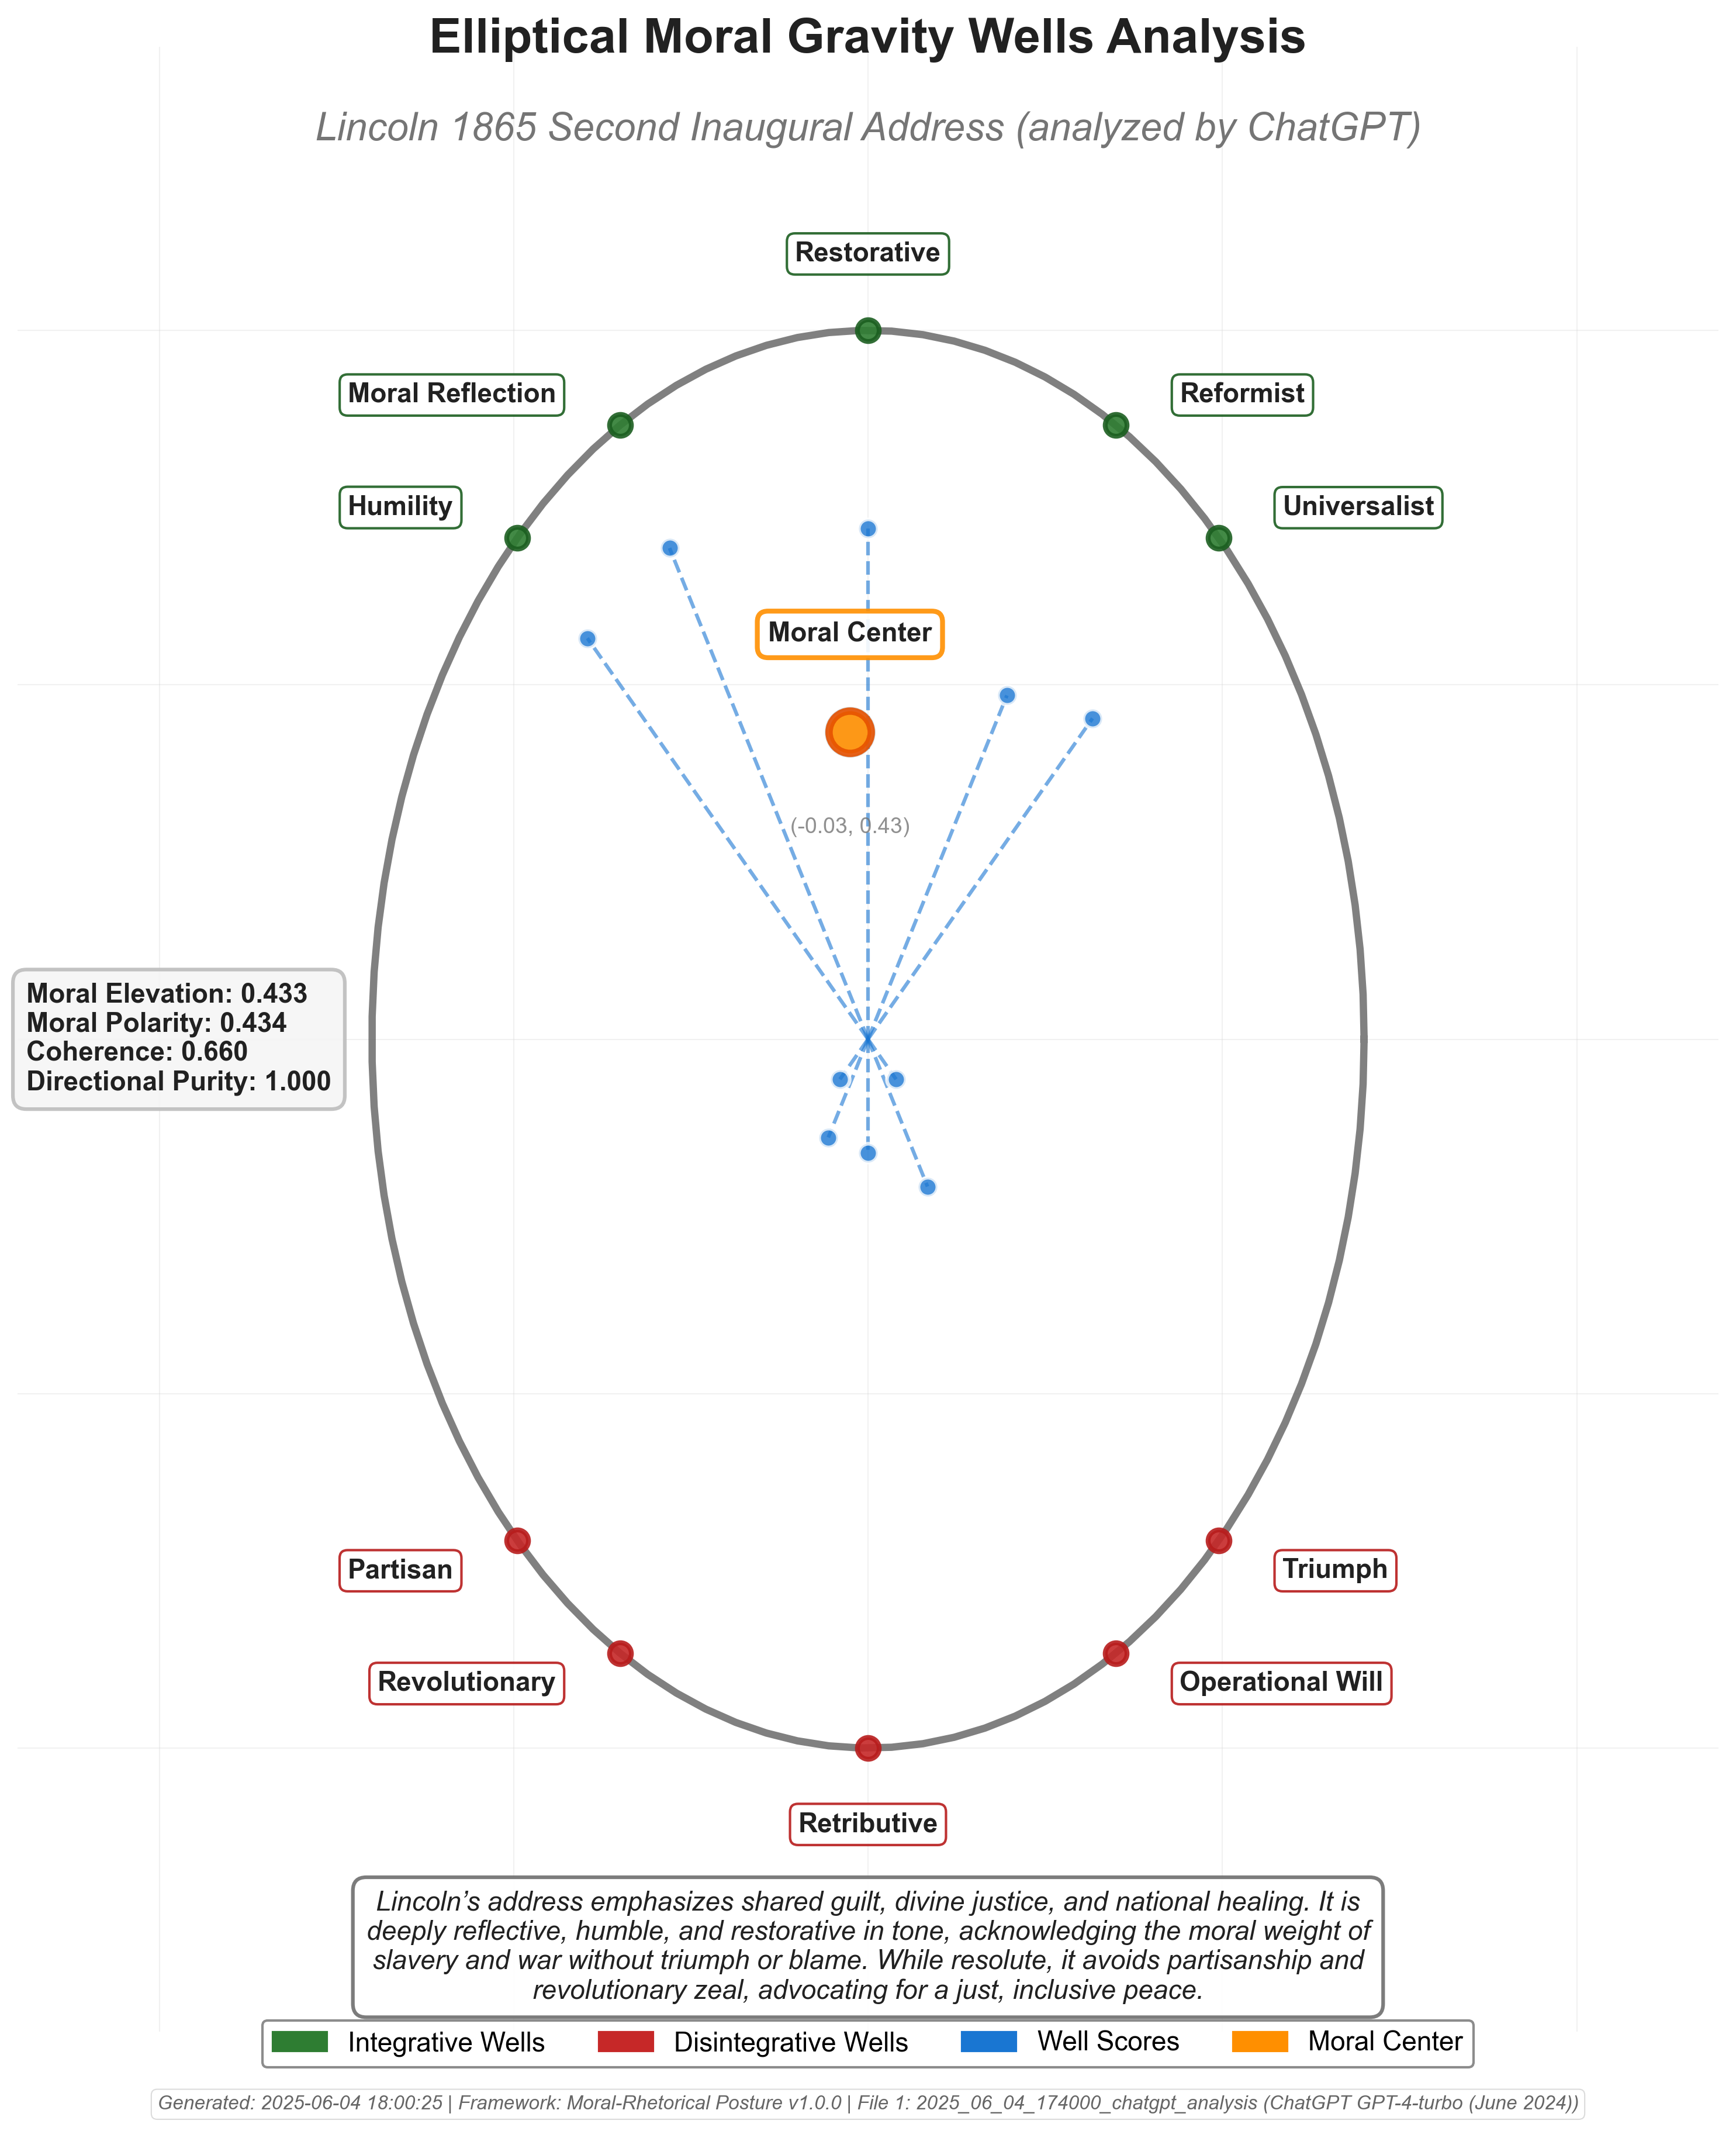 Elliptical Moral Gravity Wells Analysis
Lincoln 1865 Second Inaugural Address (analyzed by ChatGPT)
Restorative
Moral Reflection
Reformist
Humility
Universalist
Moral Center
(-0.03, 0.43)
Moral Elevation: 0.433
Moral Polarity: 0.434
Coherence: 0.660
Directional Purity: 1.000
Partisan
Triumph
Revolutionary
Operational Will
Retributive
Lincoln’s address emphasizes shared guilt, divine justice, and national healing. It is
deeply reflective, humble, and restorative in tone, acknowledging the moral weight of
slavery and war without triumph or blame. While resolute, it avoids partisanship and
revolutionary zeal, advocating for a just, inclusive peace.
Integrative Wells
Disintegrative Wells
Well Scores
Moral Center
Generated: 2025-06-04 18:00:25 | Framework: Moral-Rhetorical Posture v1.0.0 | File 1: 2025_06_04_174000_chatgpt_analysis (ChatGPT GPT-4-turbo (June 2024))